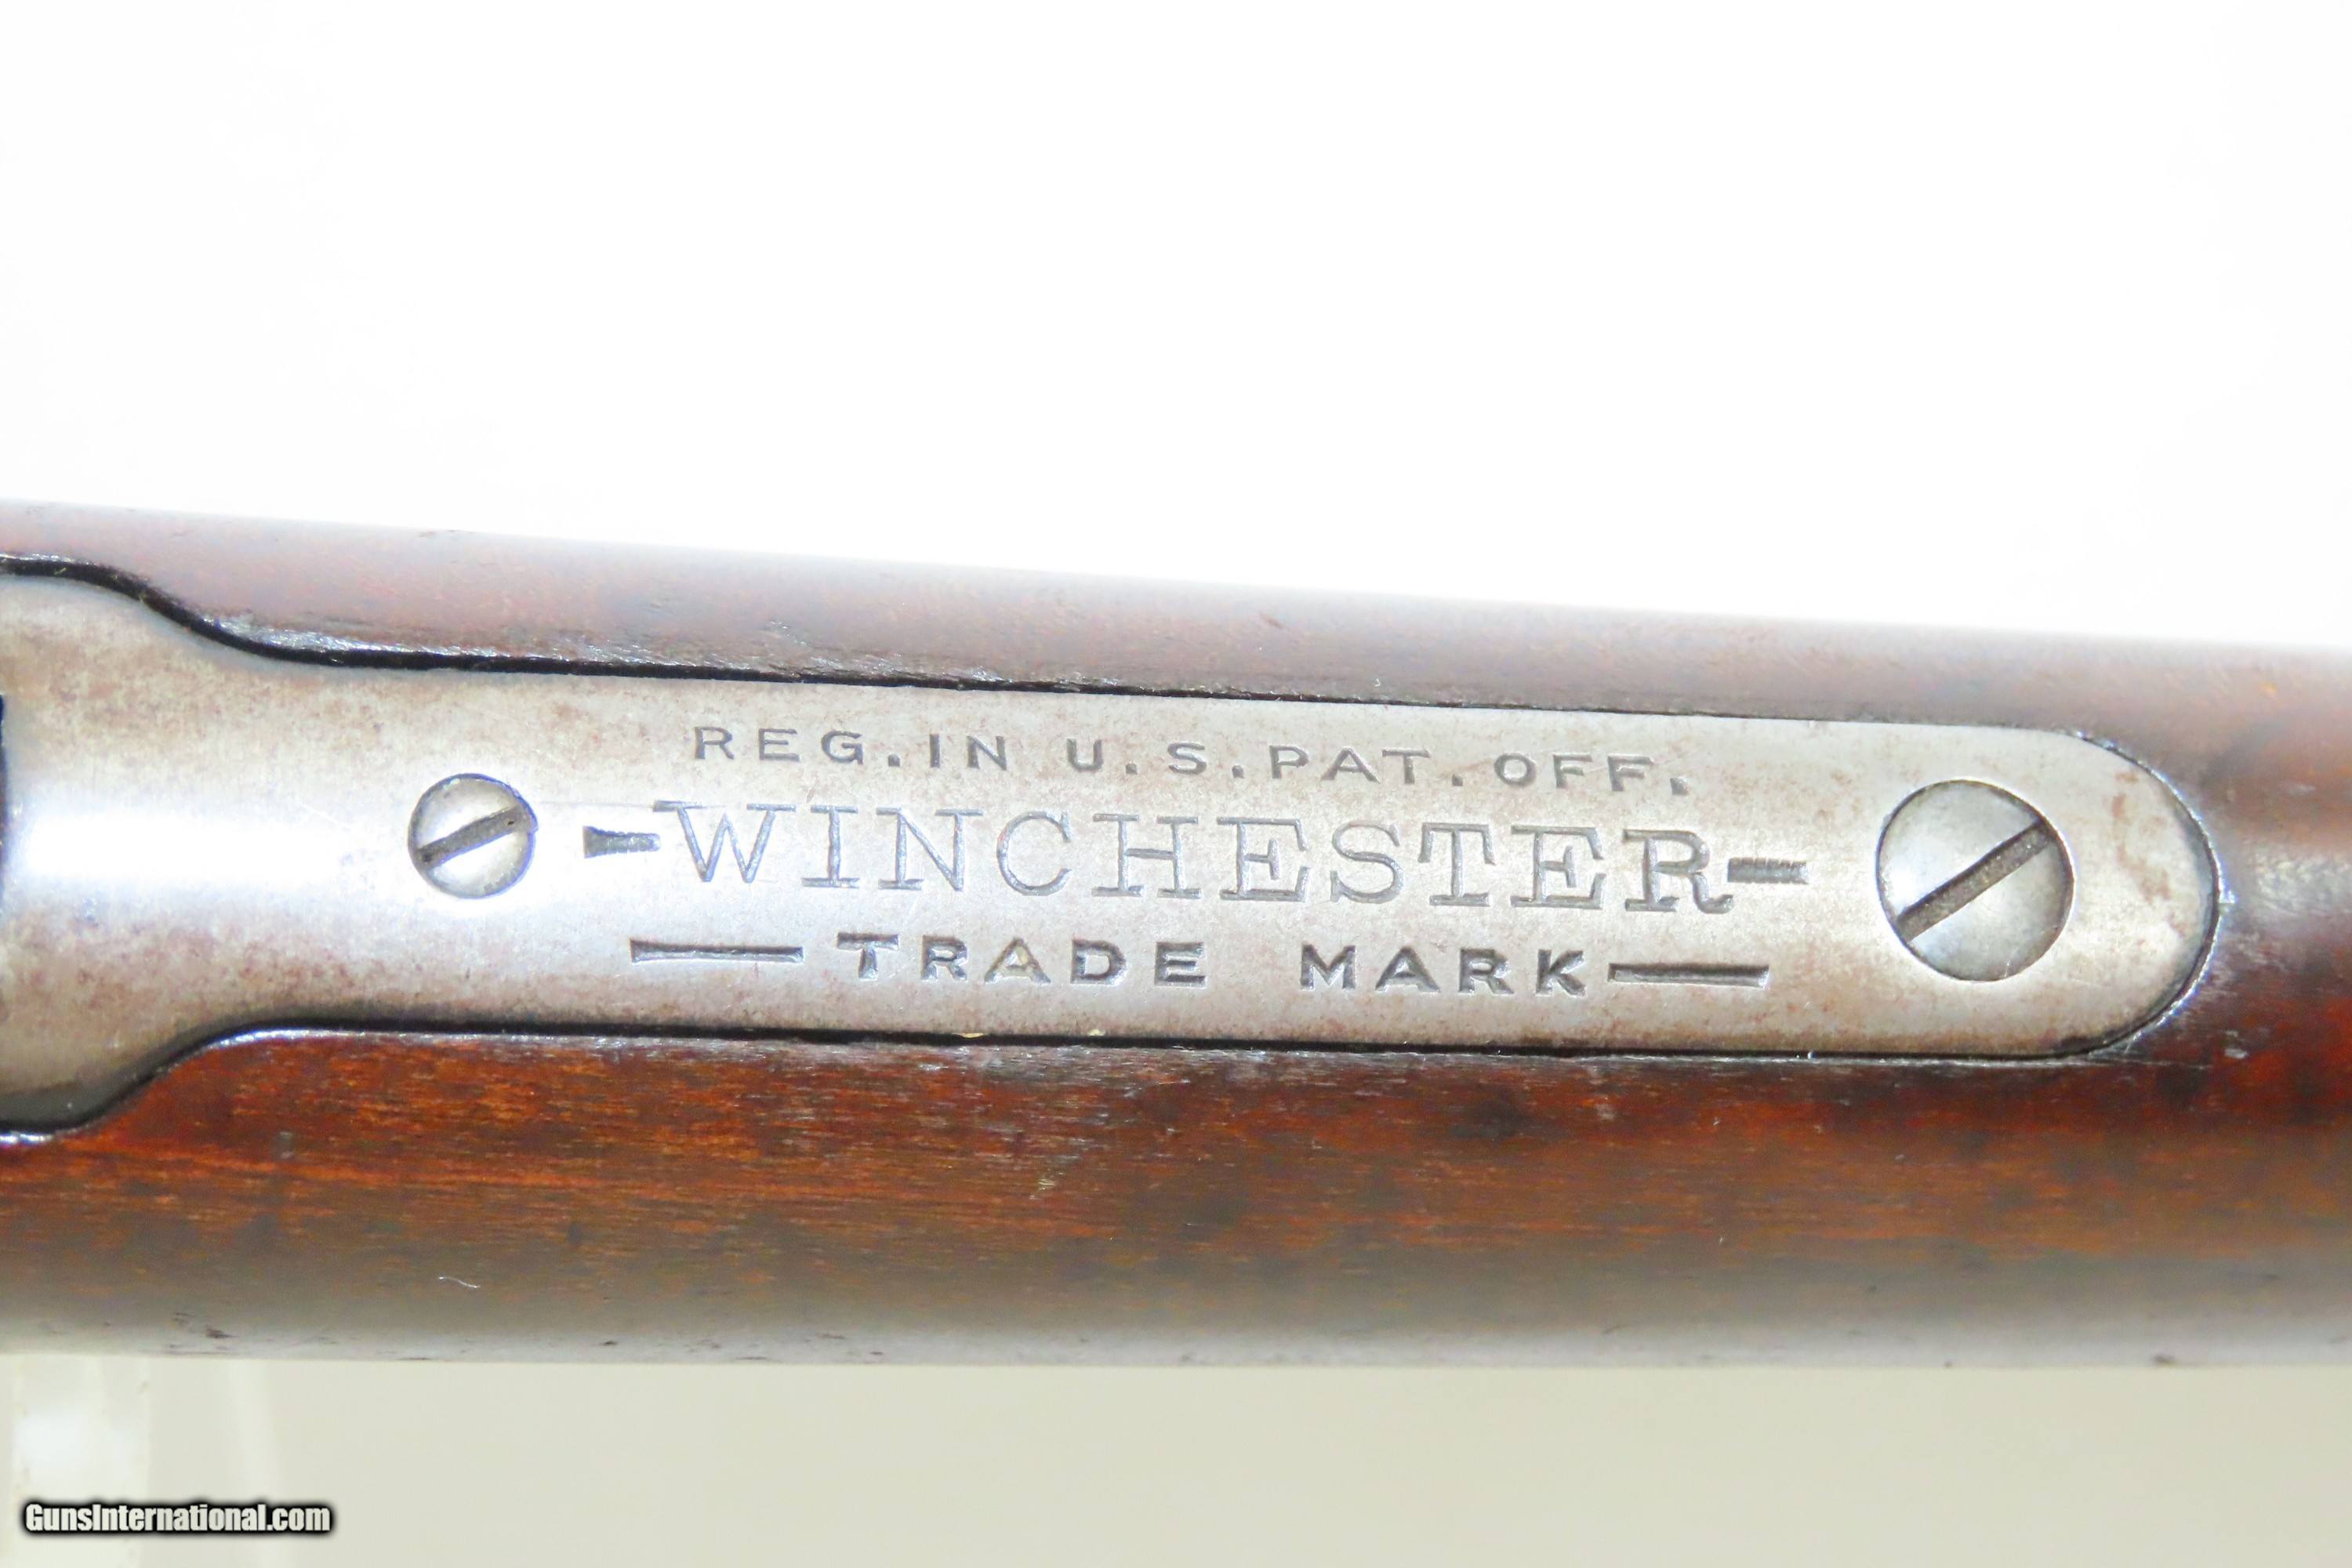 REG. IN U. S. PAT. OFF.
-WINCHESTER-
— TRADE MARK —
GunsInternational.com